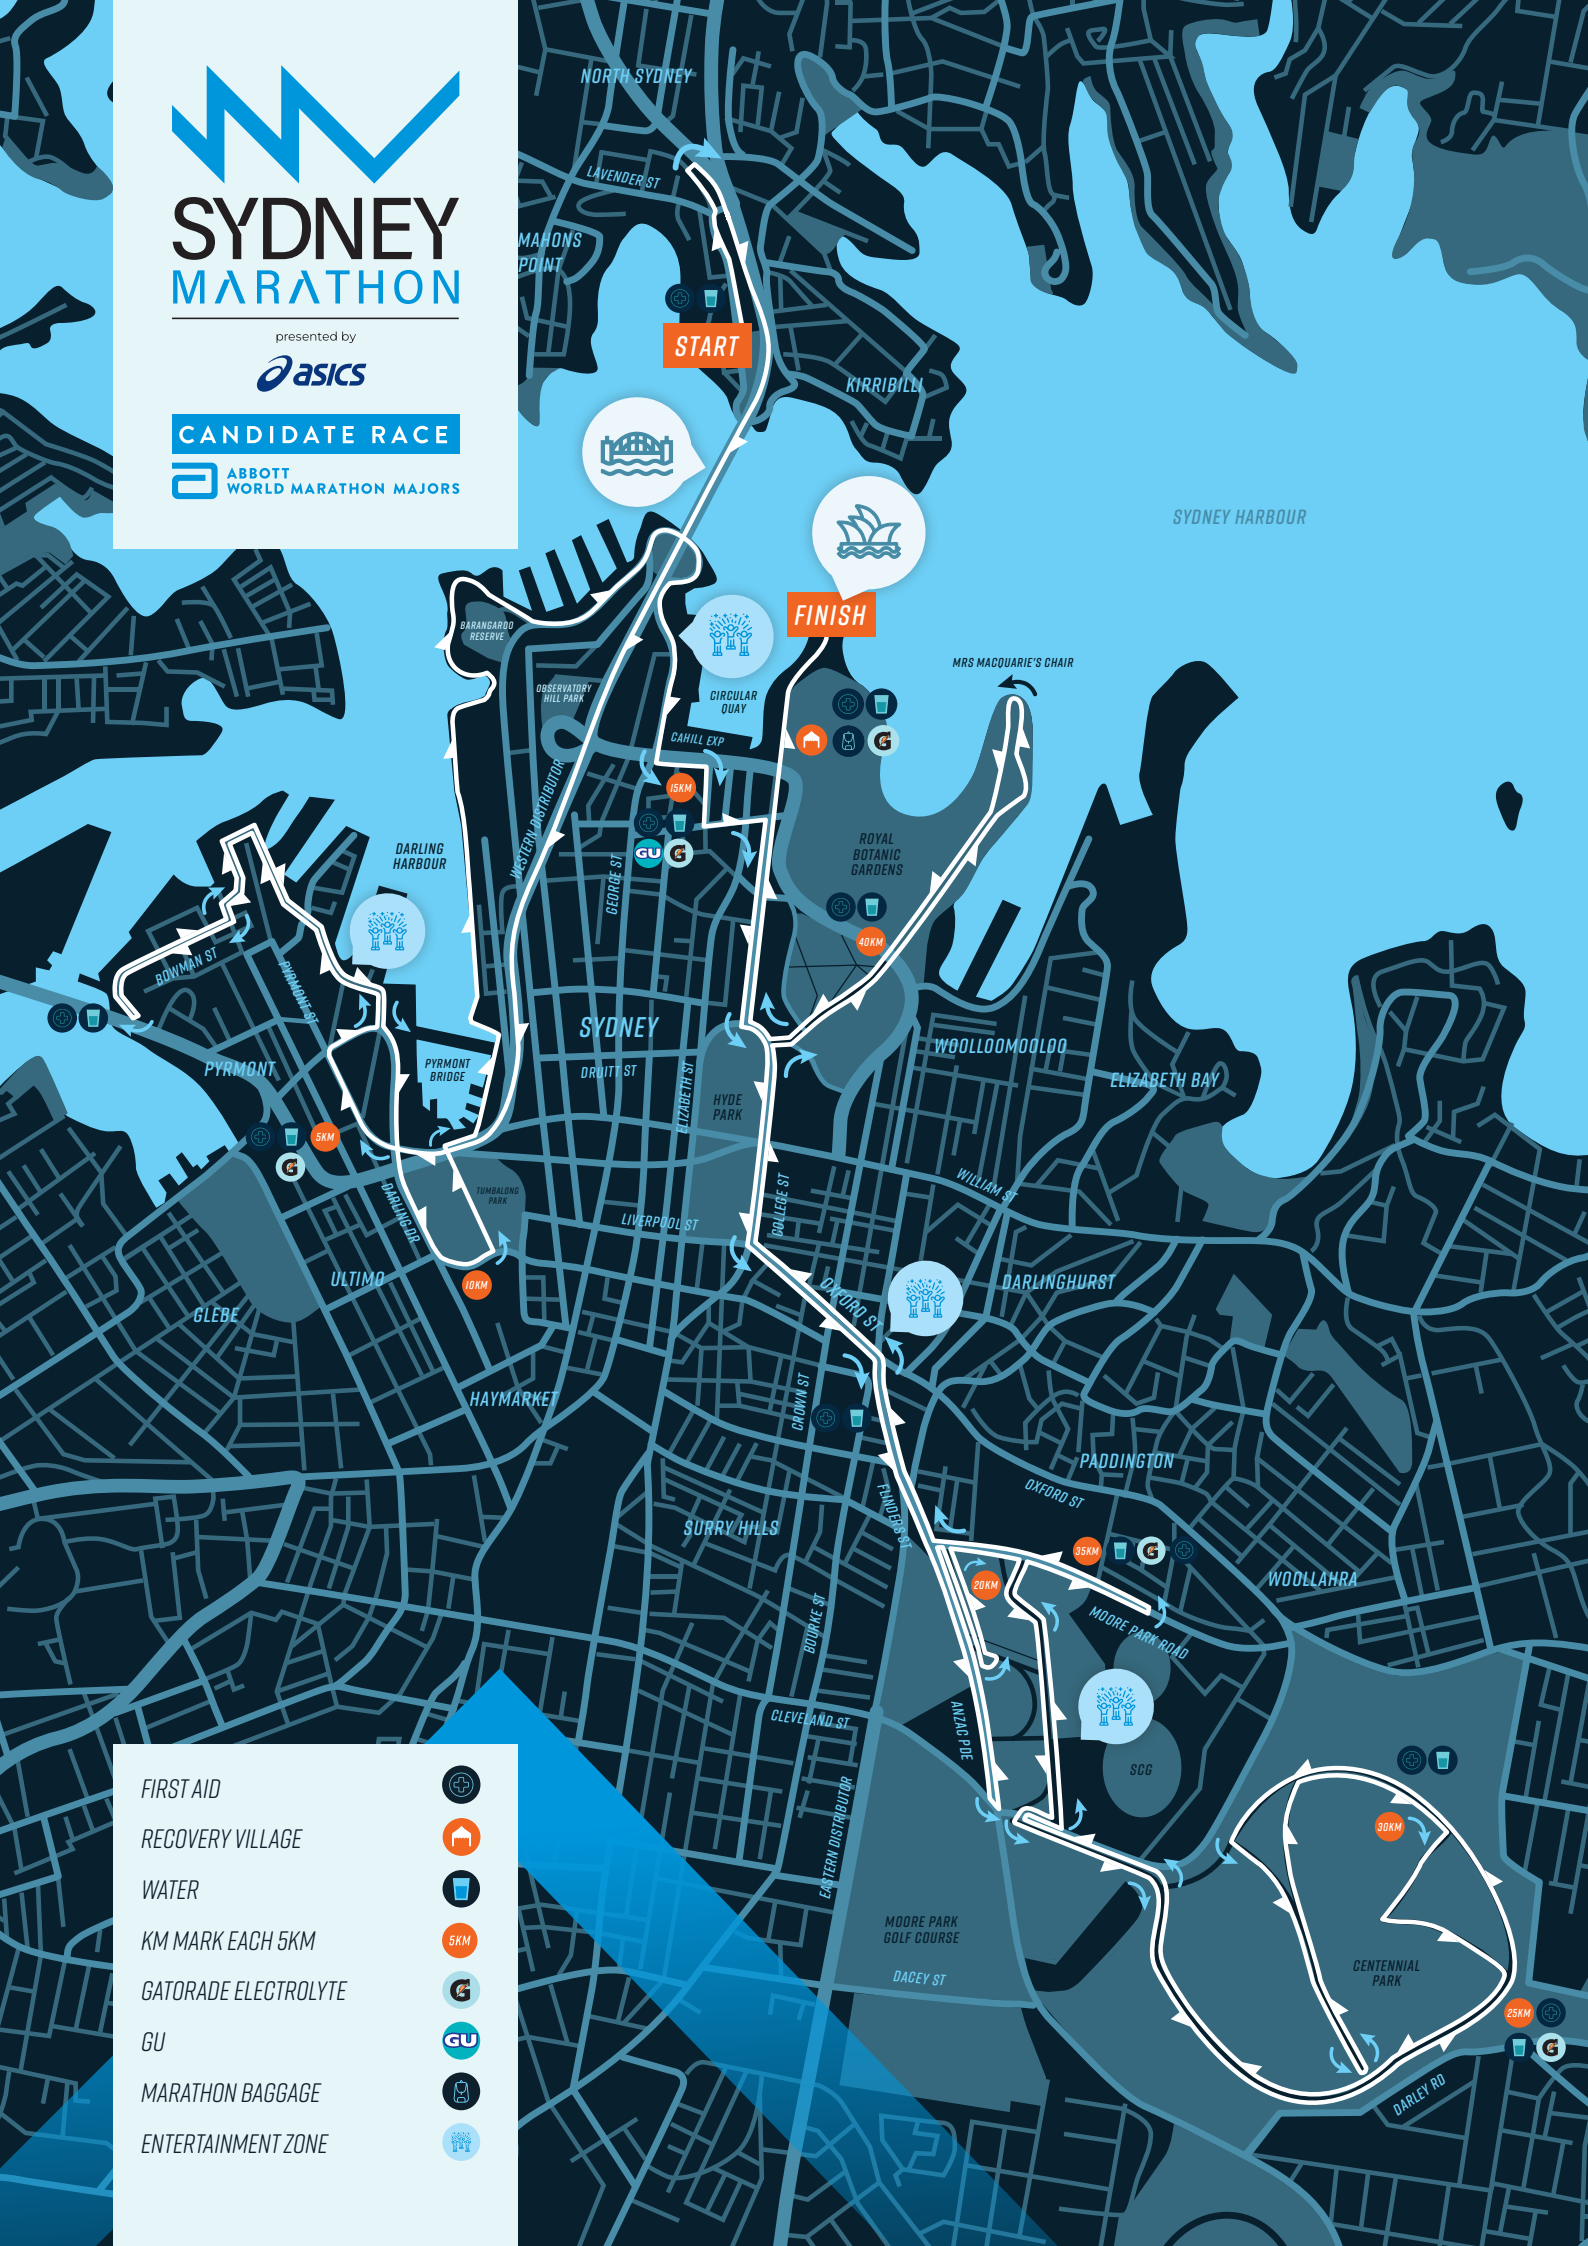 SYDNEY
MARATHON
presented by
asics
CANDIDATE RACE
ABBOTT
WORLD MARATHON MAJORS
NORTH SYDNEY
LAVENDER ST
MAHONS
POINT
START
KIRRIBILLI
SYDNEY HARBOUR
FINISH
BARANGAROO
RESERVE
MRS MACQUARIE'S CHAIR
OBSERVATORY
HILL PARK
CIRCULAR
QUAY
CAHILL EXP
15KM
WESTERN DISTRIBUTOR
GU
G
G
DARLING
HARBOUR
GEORGE ST
ROYAL
BOTANIC
GARDENS
40KM
BOWMAN ST
PYRMONT ST
SYDNEY
WOOLLOOMOOLOO
PYRMONT
PYRMONT
BRIDGE
DRUITT ST
ELIZABETH ST
HYDE
PARK
ELIZABETH BAY
5KM
G
DARLING DR
TUMBALONG
PARK
WILLIAM ST
LIVERPOOL ST
COLLEGE ST
ULTIMO
10KM
DARLINGHURST
GLEBE
OXFORD ST
HAYMARKET
CROWN ST
PADDINGTON
OXFORD ST
FLINDERS ST
SURRY HILLS
35KM
G
20KM
WOOLLAHRA
BOURKE ST
MOORE PARK ROAD
CLEVELAND ST
ANZAC PDE
SCG
EASTERN DISTRIBUTOR
30KM
MOORE PARK
GOLF COURSE
CENTENNIAL
PARK
DACEY ST
25KM
G
DARLEY RD
FIRST AID
RECOVERY VILLAGE
WATER
KM MARK EACH 5KM
5KM
GATORADE ELECTROLYTE
G
GU
GU
MARATHON BAGGAGE
ENTERTAINMENT ZONE